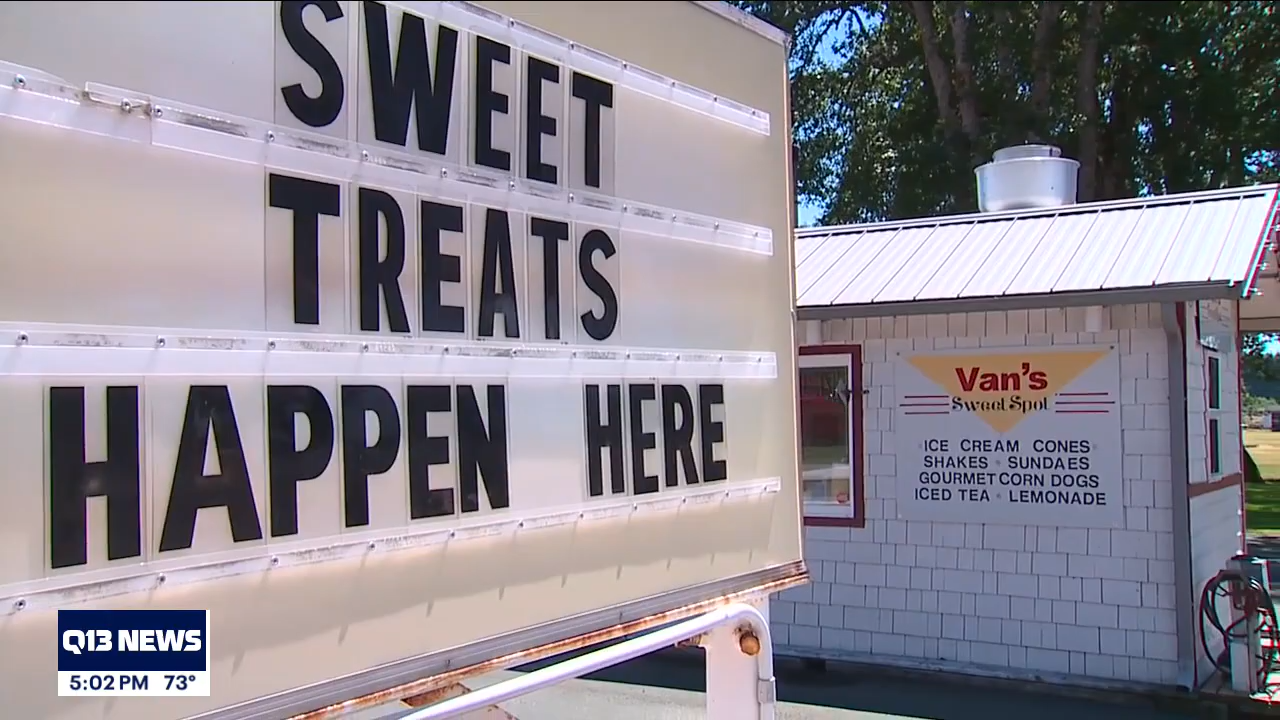 SWEET
TREATS
HAPPEN HERE
Van's
Sweet Spot
ICE CREAM CONES
SHAKES • SUNDAES
GOURMET CORN DOGS
ICED TEA • LEMONADE
Q13 NEWS
5:02 PM 73°